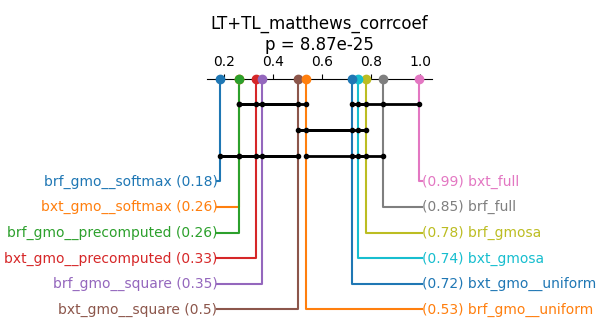 LT+TL_matthews_corrcoef
p = 8.87e-25
0.2 0.4 0.6 0.8 1.0
brf_gmo__softmax (0.18)
(0.99) bxt_full
bxt_gmo__softmax (0.26)
(0.85) brf_full
brf_gmo__precomputed (0.26)
(0.78) brf_gmosa
bxt_gmo__precomputed (0.33)
(0.74) bxt_gmosa
brf_gmo__square (0.35)
(0.72) bxt_gmo__uniform
bxt_gmo__square (0.5)
(0.53) brf_gmo__uniform